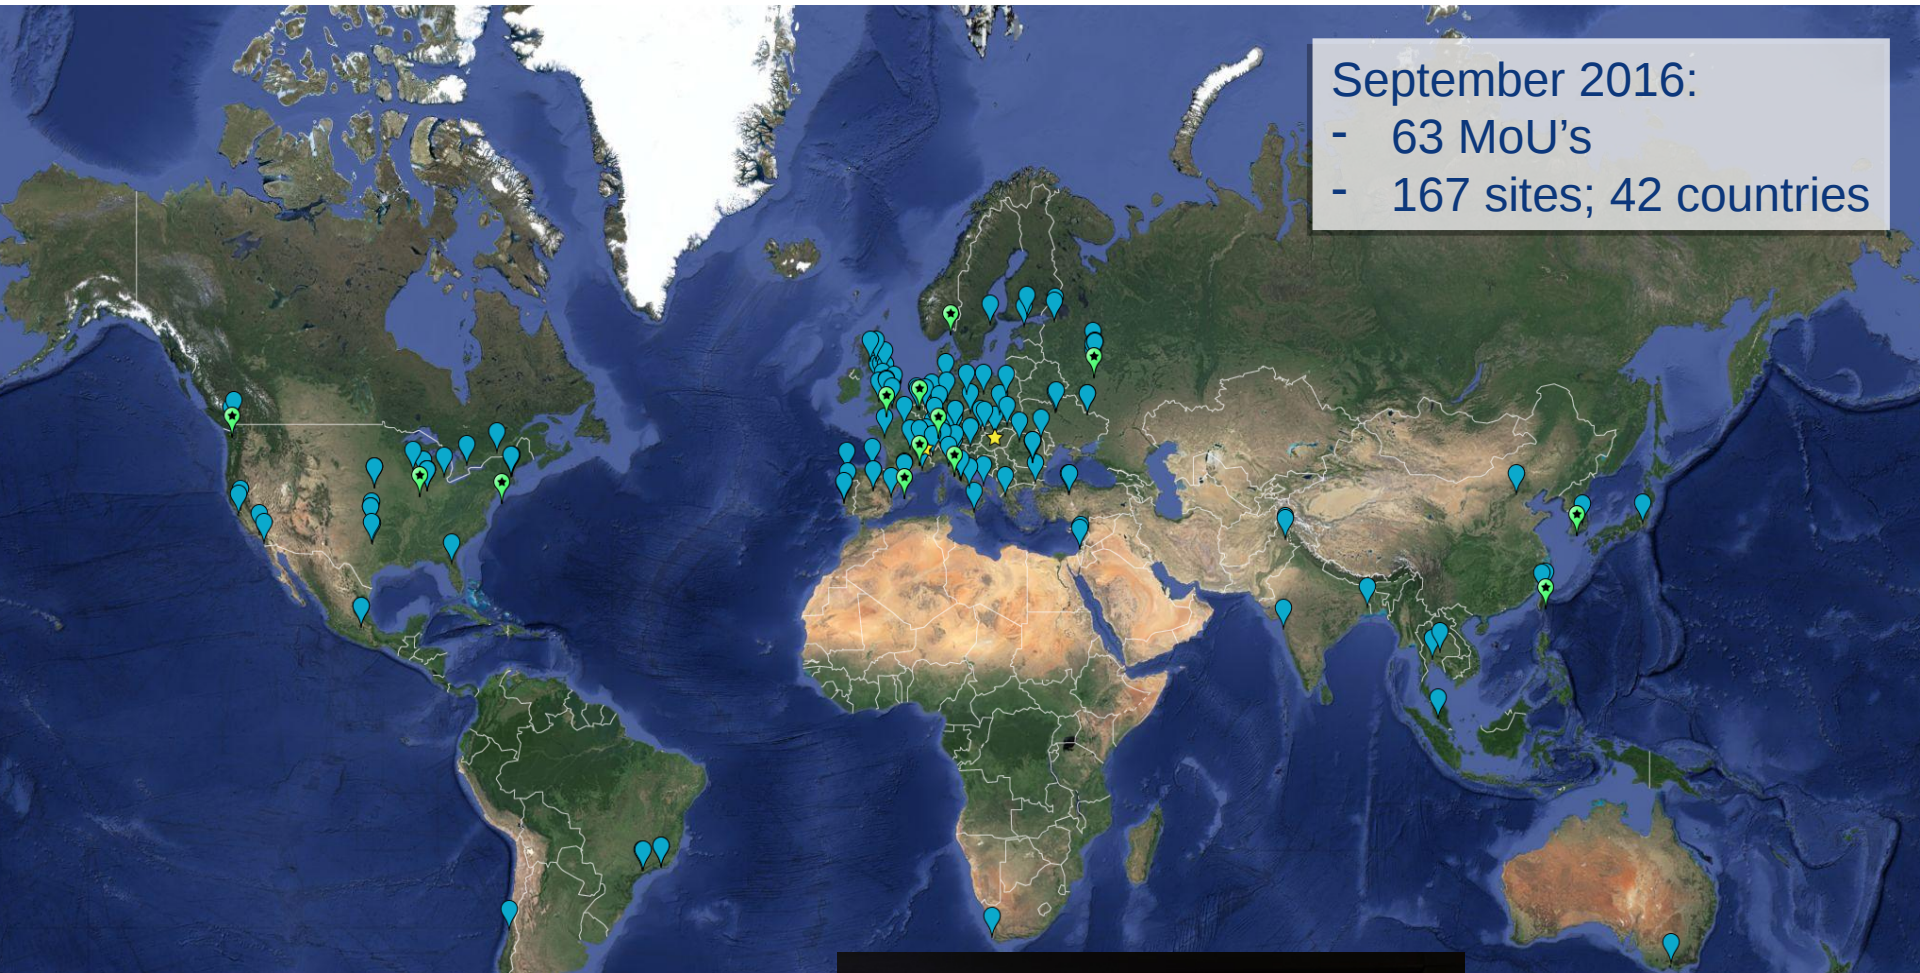 September 2016:
- 63 MoU’s
- 167 sites; 42 countries